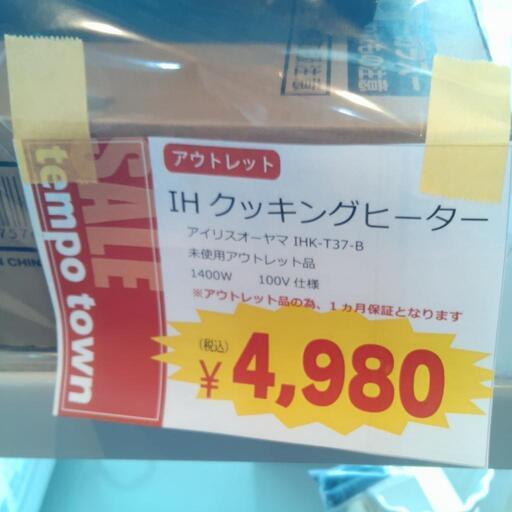 SALE
tempo town
アウトレット
IH クッキングヒーター
アイリスオーヤマ IHK-T37-B
未使用アウトレット品
1400W 100V 仕様
※アウトレット品の為、1ヵ月保証となります
(税込)
¥4,980